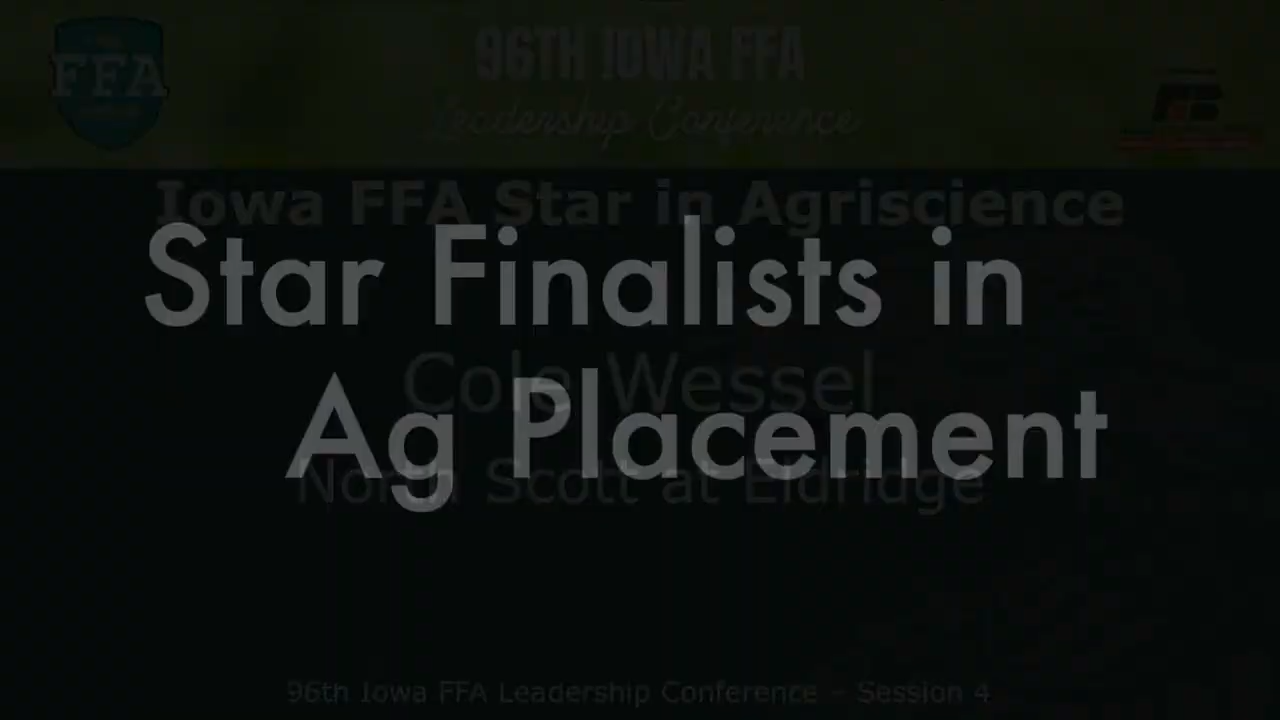 FFA
96TH IOWA FFA
Leadership Conference
Iowa FFA Star in Agriscience
Star Finalists in
Cole Wessel
Ag Placement
North Scott at Eldridge
96th Iowa FFA Leadership Conference - Session 4